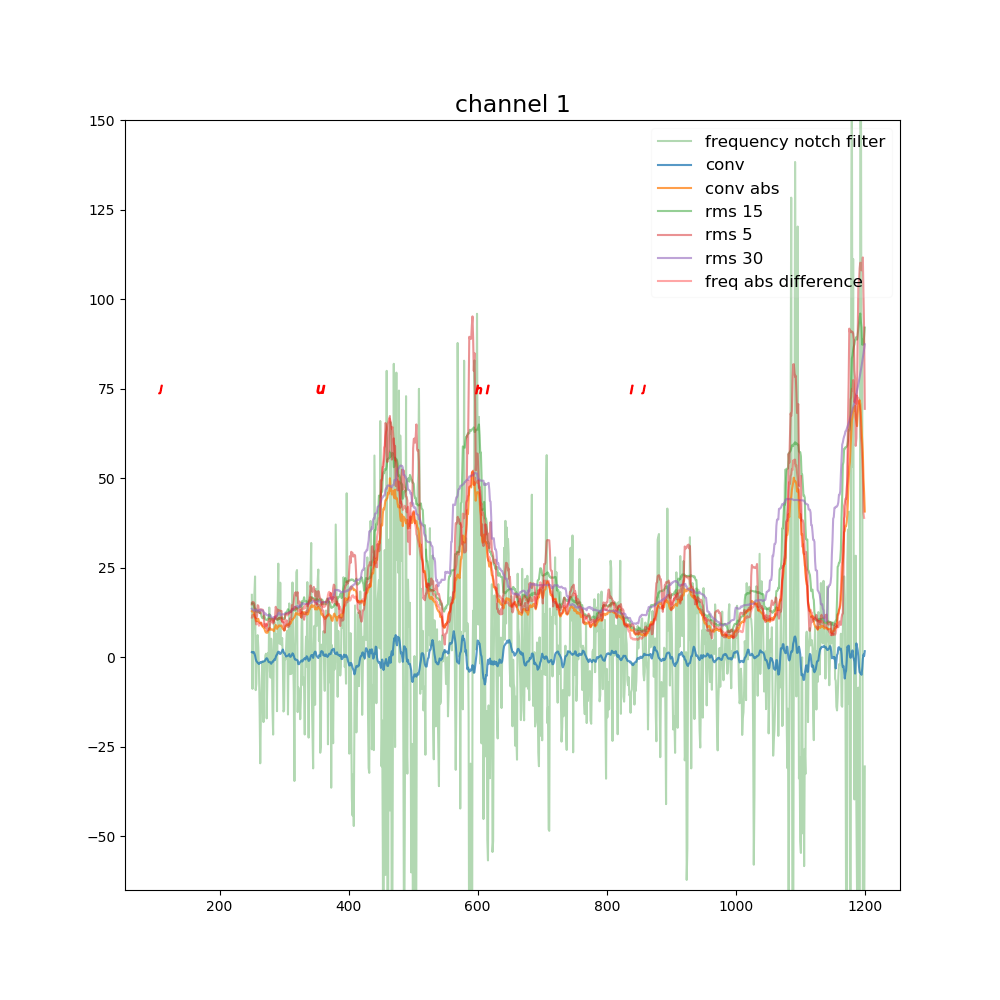 channel 1
150
125
100
75
50
25
0
−25
−50
frequency notch filter
conv
conv abs
rms 15
rms 5
rms 30
freq abs difference
200 400 600 800 1000 1200